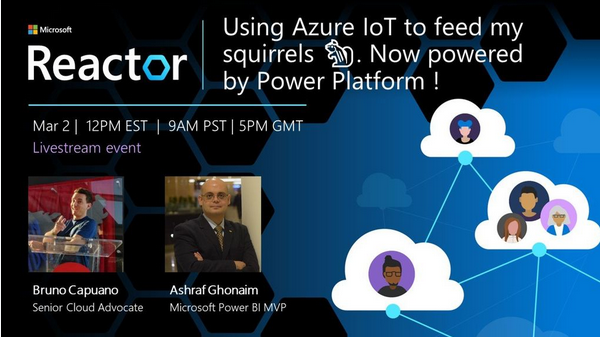 Microsoft
Reactor
Using Azure IoT to feed my
squirrels 🐿. Now powered
by Power Platform !
Mar 2 | 12PM EST | 9AM PST | 5PM GMT
Livestream event
Bruno Capuano
Senior Cloud Advocate
Ashraf Ghonaim
Microsoft Power BI MVP